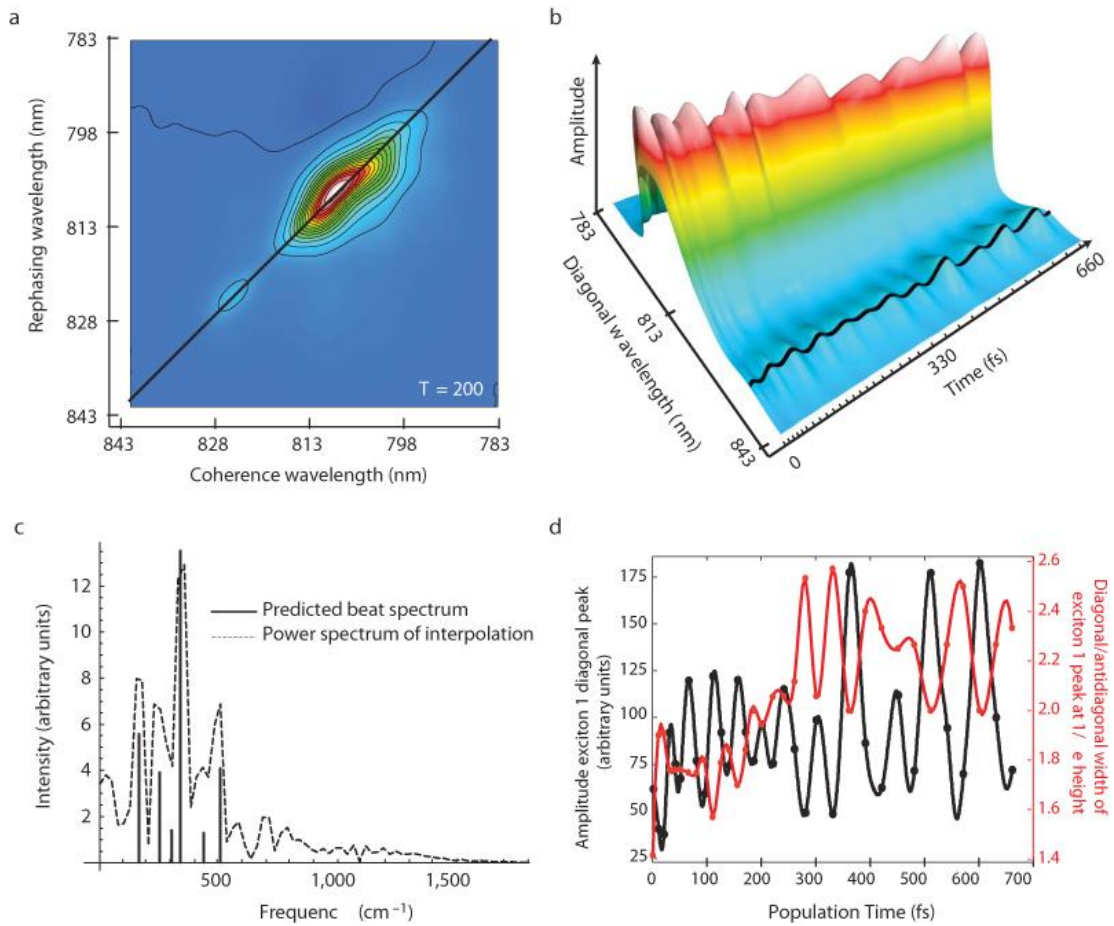 a
783
798
813
828
843
Rephasing wavelength (nm)
T = 200
843
828
813
798
783
Coherence wavelength (nm)
b
Amplitude
783
813
843
Diagonal wavelength (nm)
0
330
660
Time (fs)
c
12
10
8
6
4
2
Intensity (arbitrary units)
Predicted beat spectrum
Power spectrum of interpolation
500
1,000
1,500
Frequenc (cm⁻¹)
d
175
150
125
100
75
50
25
Amplitude exciton 1 diagonal peak
(arbitrary units)
2.6
2.4
2.2
2.0
1.8
1.6
1.4
Diagonal/antidiagonal width of
exciton 1 peak at 1/ e height
0
100
200
300
400
500
600
700
Population Time (fs)